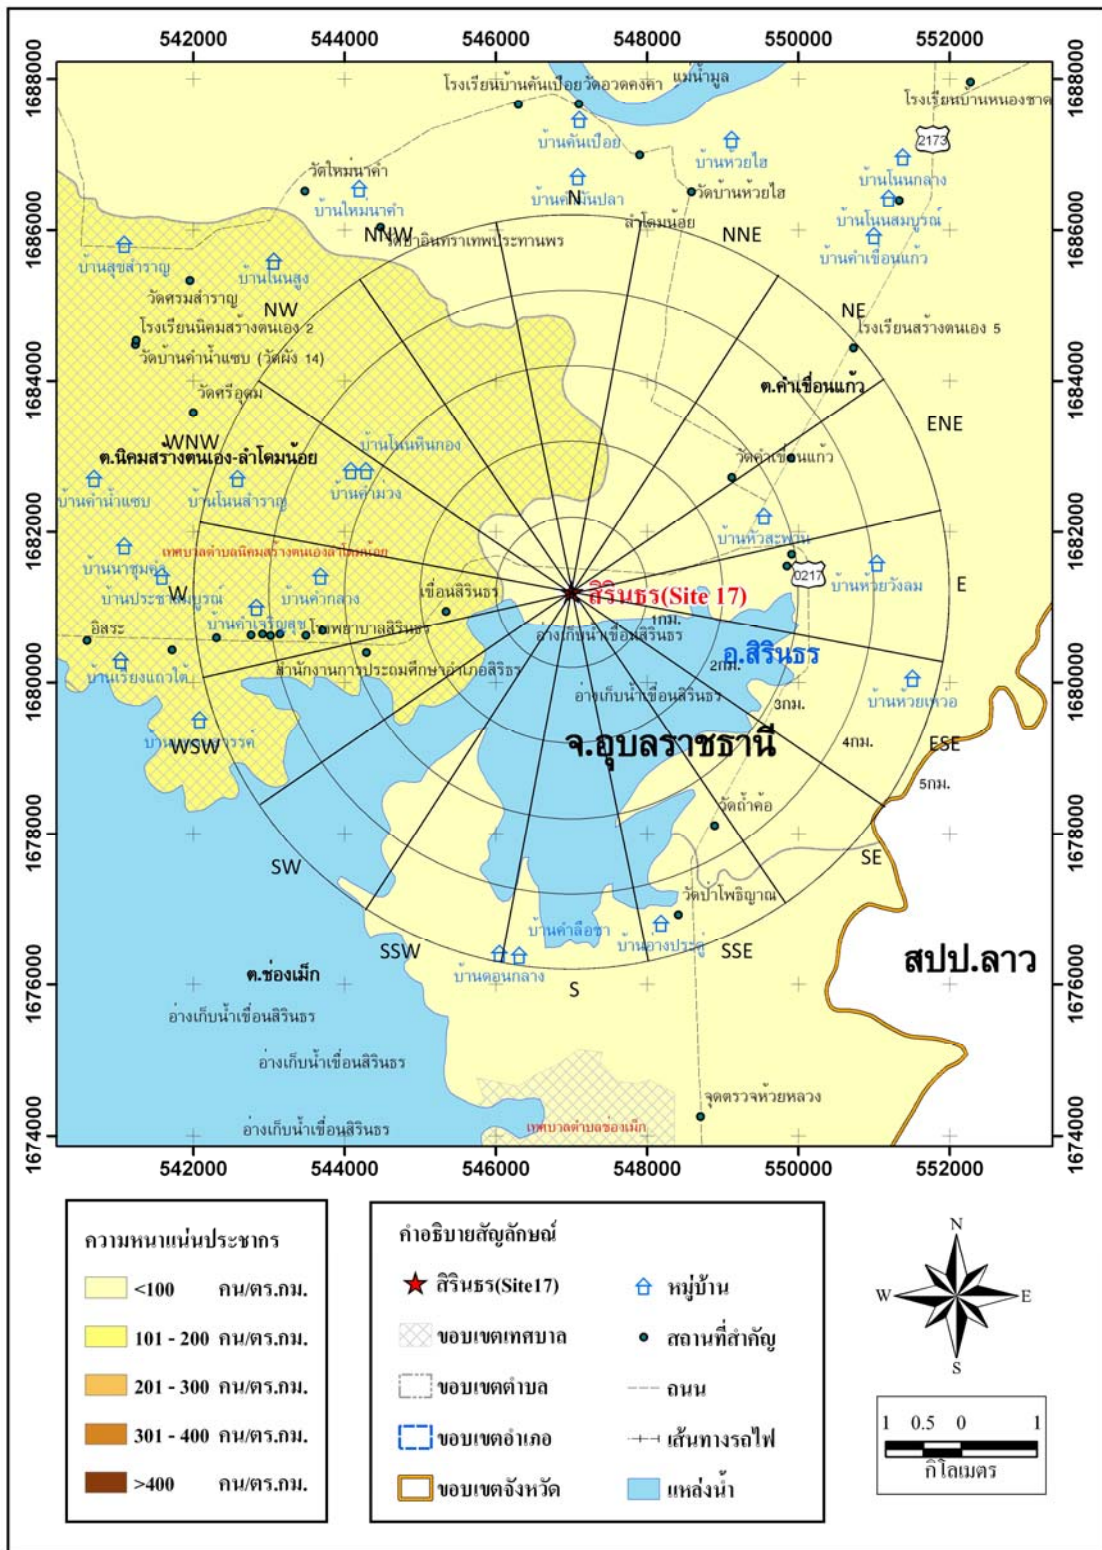 542000 544000 546000 548000 550000 552000
1688000 1688000
1686000 1686000
1684000 1684000
1682000 1682000
1680000 1680000
1678000 1678000
1676000 1676000
1674000 1674000
แม่น้ำมูล
โรงเรียนบ้านคันเปือยวัดอวดคงคา
โรงเรียนบ้านหนองชาด
2173
บ้านคันเปือย
บ้านห้วยไฮ
บ้านโนนกลาง
วัดใหม่นาคำ
บ้านใหม่นาคำ
วัดบ้านห้วยไฮ
บ้านโนนสมบูรณ์
N
ลำโดมน้อย
NNW
วัดป่าอินทราเทพประทานพร
NNE
บ้านคำเขื่อนแก้ว
บ้านสุขสำราญ
บ้านโนนสูง
วัดศรมสำราญ
NW
NE
โรงเรียนนิคมสร้างตนเอง 2
โรงเรียนสร้างตนเอง 5
วัดบ้านคำน้ำแซบ (วัดผัง 14)
วัดศรีอุดม
ต.คำเขื่อนแก้ว
ENE
WNW
บ้านโนนหินกอง
ต.นิคมสร้างตนเอง-ลำโดมน้อย
วัดคำเขื่อนแก้ว
บ้านคำน้ำแซบ
บ้านโนนสำราญ
บ้านคำม่วง
บ้านหัวสะพาน
เทศบาลตำบลนิคมสร้างตนเองลำโดมน้อย
บ้านนาชุมคำ
0217
บ้านห้วยวังลม
E
W
บ้านประชาสมบูรณ์
บ้านคำกลาง
เขื่อนสิรินธร
สิรินธร(Site 17)
บ้านคำเจริญสุข
1กม.
อิสระ
โรงพยาบาลสิรินธร
อ่างเก็บน้ำเขื่อนสิรินธร
อ.สิรินธร
บ้านเรียงแถวใต้
สำนักงานการประถมศึกษาอำเภอสิริธร
2กม.
อ่างเก็บน้ำเขื่อนสิรินธร
บ้านห้วยเหว่อ
3กม.
WSW
จ.อุบลราชธานี
4กม.
ESE
5กม.
วัดถ้ำค้อ
SW
SE
วัดป่าโพธิญาณ
บ้านคำลือชา
บ้านอ่างประดู่
SSW
SSE
สปป.ลาว
บ้านดอนกลาง
ต.ช่องเม็ก
S
อ่างเก็บน้ำเขื่อนสิรินธร
อ่างเก็บน้ำเขื่อนสิรินธร
จุดตรวจห้วยหลวง
อ่างเก็บน้ำเขื่อนสิรินธร
เทศบาลตำบลช่องเม็ก
542000 544000 546000 548000 550000 552000
ความหนาแน่นประชากร
<100 คน/ตร.กม.
101 - 200 คน/ตร.กม.
201 - 300 คน/ตร.กม.
301 - 400 คน/ตร.กม.
>400 คน/ตร.กม.
คำอธิบายสัญลักษณ์
สิรินธร(Site17)
ขอบเขตเทศบาล
ขอบเขตตำบล
ขอบเขตอำเภอ
ขอบเขตจังหวัด
หมู่บ้าน
สถานที่สำคัญ
ถนน
เส้นทางรถไฟ
แหล่งน้ำ
N
W E
S
1 0.5 0 1
กิโลเมตร